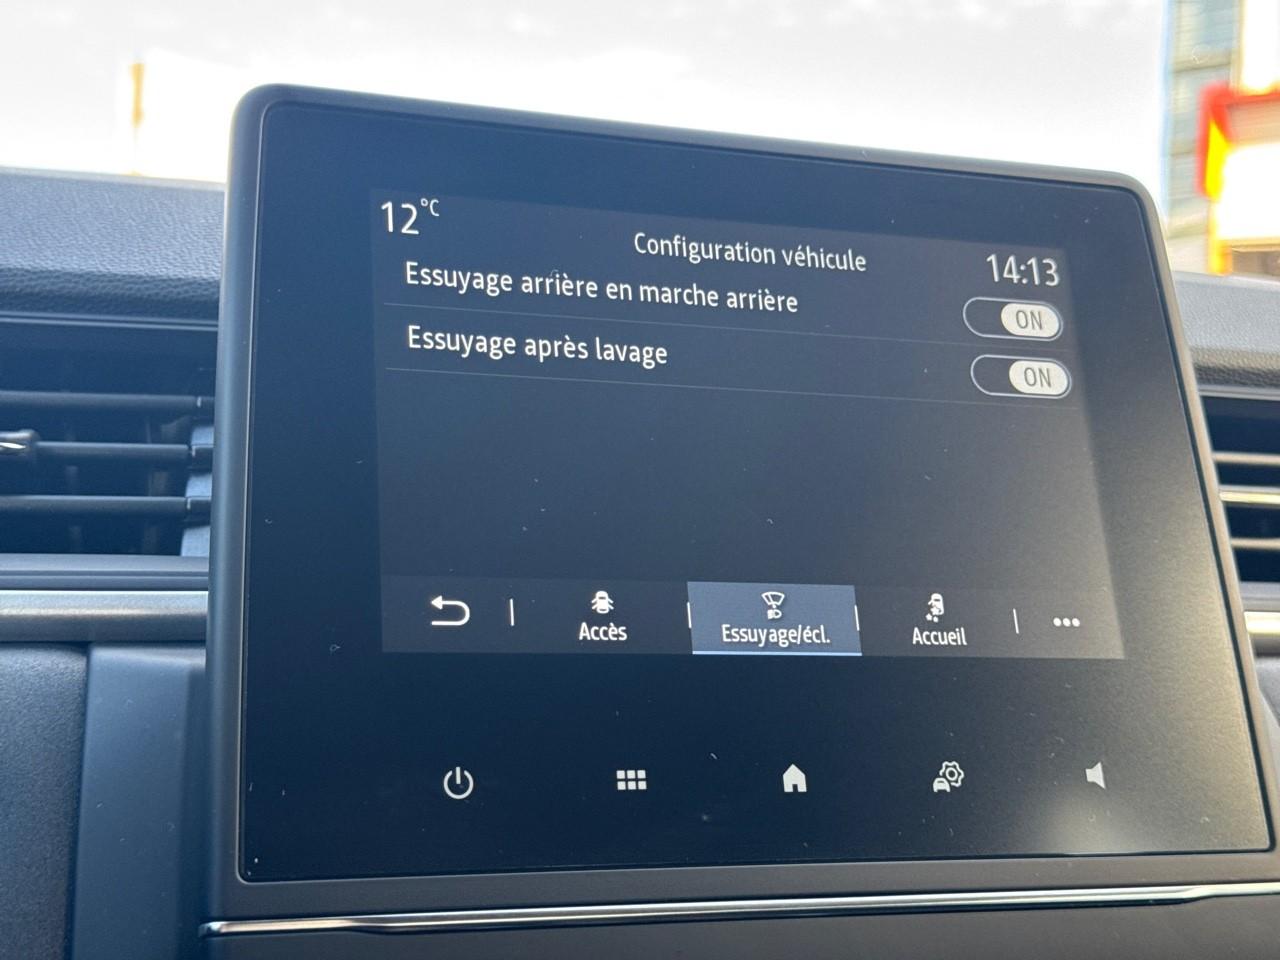 12°C
Configuration véhicule
14:13
Essuyage arrière en marche arrière
ON
Essuyage après lavage
ON
Accès
Essuyage/écl.
Accueil